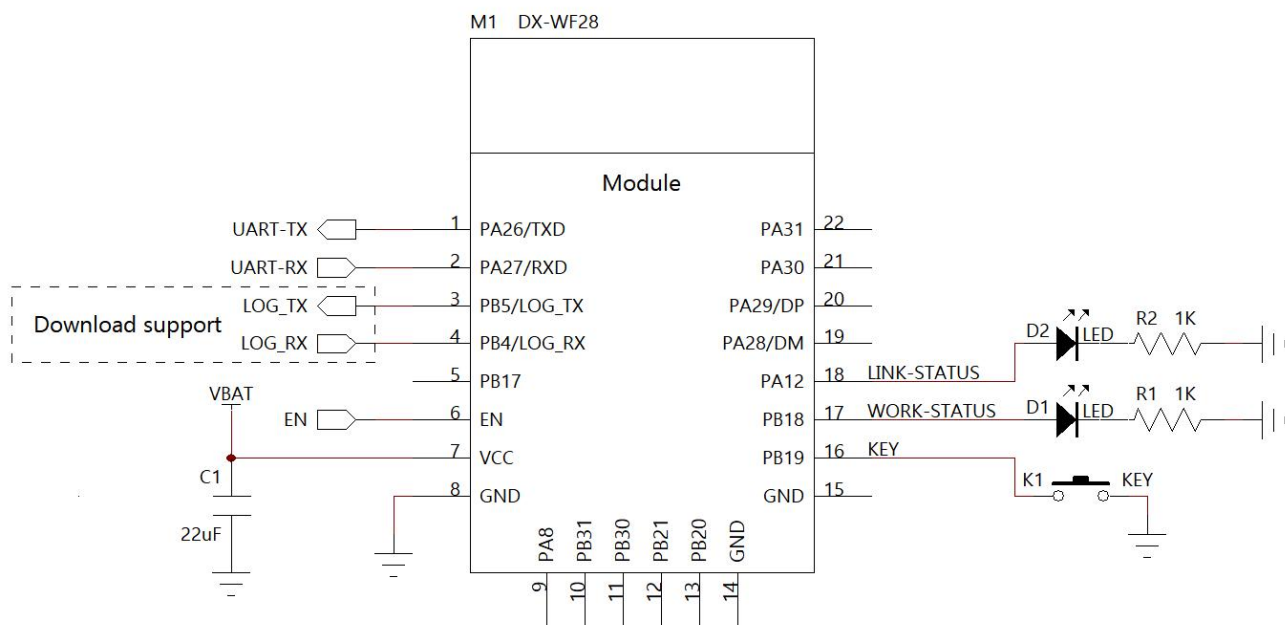 M1 DX-WF28
Module
UART-TX 1 PA26/TXD PA31 22
UART-RX 2 PA27/RXD PA30 21
LOG_TX 3 PB5/LOG_TX PA29/DP 20
Download support
LOG_RX 4 PB4/LOG_RX PA28/DM 19
D2 LED R2 1K
5 PB17 PA12 18 LINK-STATUS
VBAT
EN 6 EN PB18 17 WORK-STATUS D1 LED R1 1K
7 VCC PB19 16 KEY
C1
8 GND GND 15 K1 KEY
22uF
PA8 PB31 PB30 PB21 PB20 GND
9 10 11 12 13 14